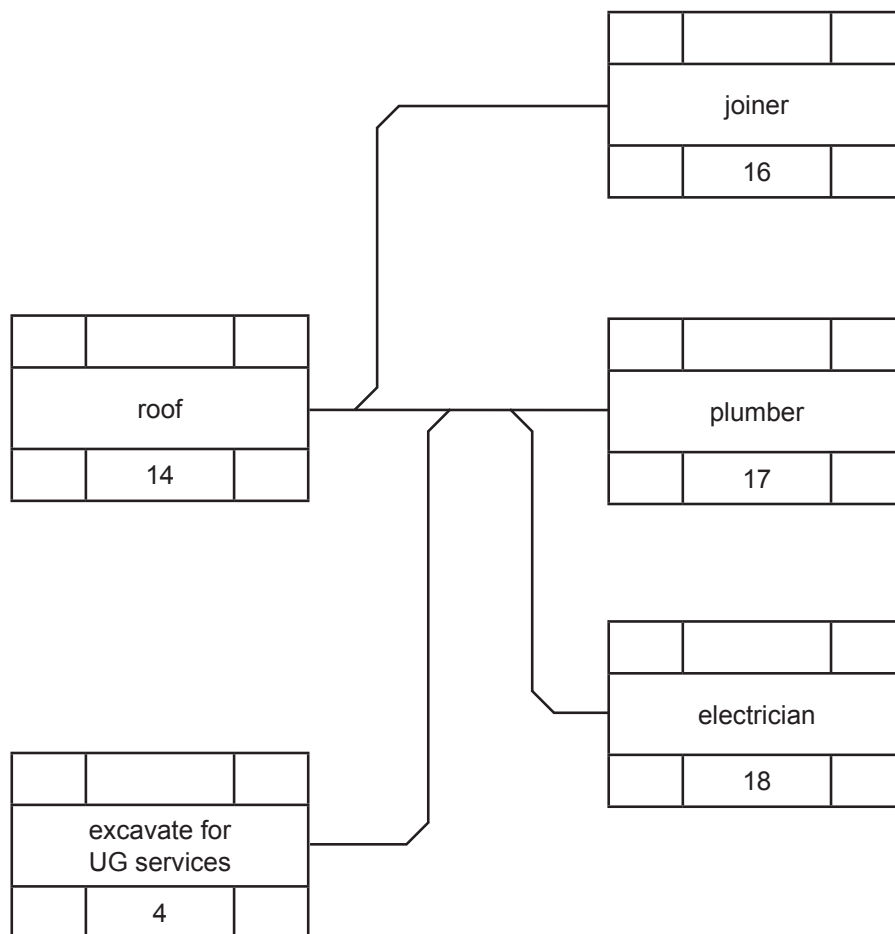 joiner
16
roof
14
plumber
17
electrician
18
excavate for
UG services
4